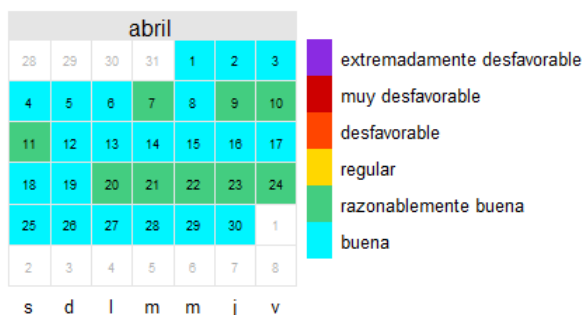 abril
28 29 30 31 1 2 3
4 5 6 7 8 9 10
11 12 13 14 15 16 17
18 19 20 21 22 23 24
25 26 27 28 29 30 1
2 3 4 5 6 7 8
s d l m m j v
extremadamente desfavorable
muy desfavorable
desfavorable
regular
razonablemente buena
buena